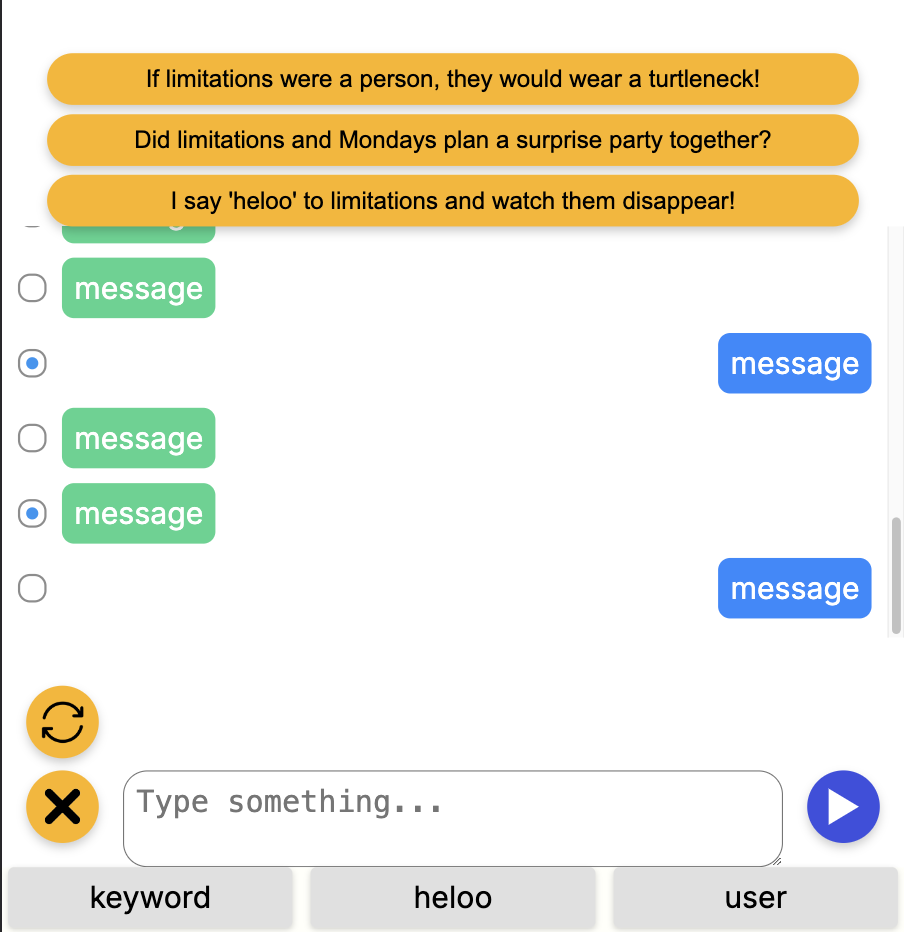 If limitations were a person, they would wear a turtleneck!
Did limitations and Mondays plan a surprise party together?
I say 'heloo' to limitations and watch them disappear!
message
message
message
message
message
Type something...
keyword
heloo
user